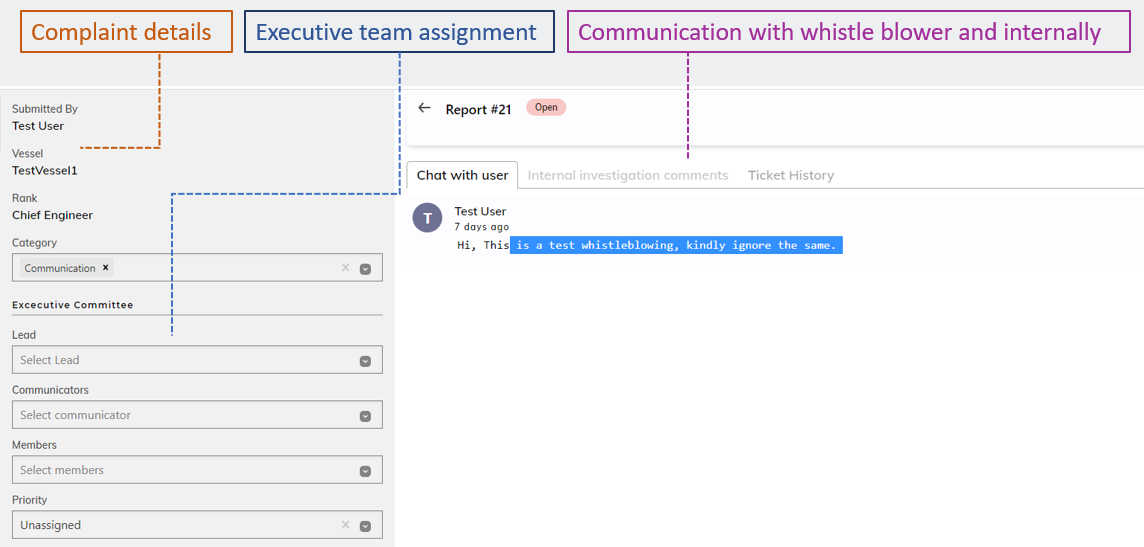 Complaint details
Executive team assignment
Communication with whistle blower and internally
Submitted By
Test User
Vessel
TestVessel1
Rank
Chief Engineer
Category
Communication ×
×
Excecutive Committee
Lead
Select Lead
Communicators
Select communicator
Members
Select members
Priority
Unassigned ×
← Report #21 Open
Chat with user Internal investigation comments Ticket History
T
Test User
7 days ago
Hi, This is a test whistleblowing, kindly ignore the same.